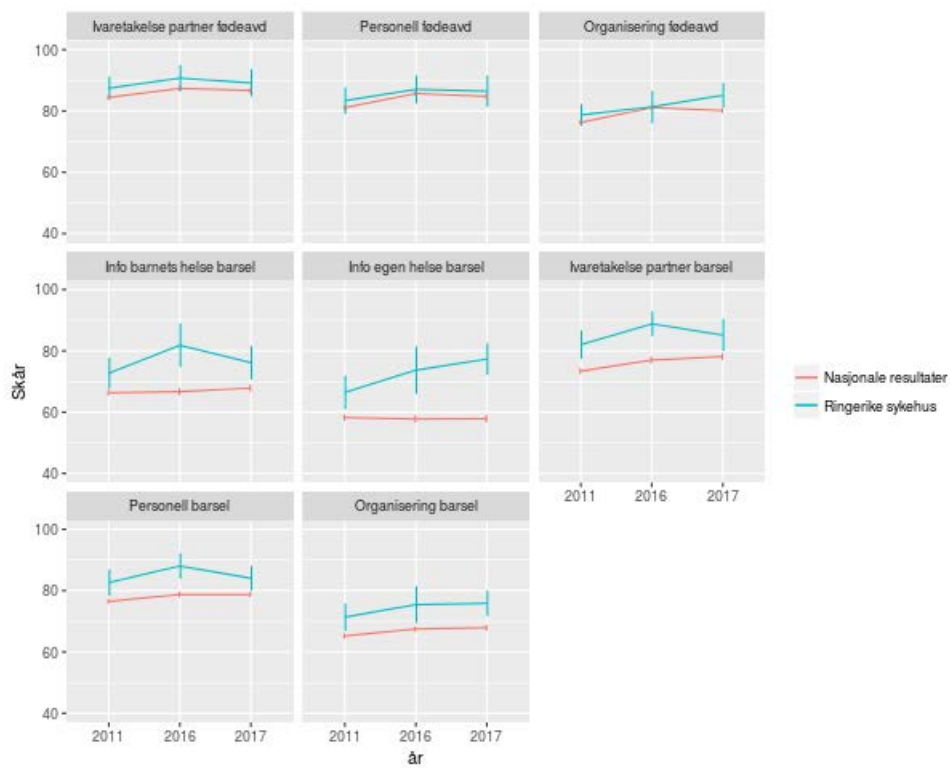 Ivaretakelse partner fødeavd
Personell fødeavd
Organisering fødeavd
100
80
60
40
Info barnets helse barsel
Info egen helse barsel
Ivaretakelse partner barsel
100
80
60
40
Skår
Nasjonale resultater
Ringerike sykehus
2011 2016 2017
Personell barsel
Organisering barsel
100
80
60
40
2011 2016 2017
2011 2016 2017
år